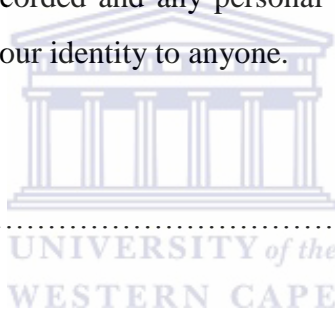 corded and any personal
our identity to anyone.
........................................
UNIVERSITY of the
WESTERN CAPE